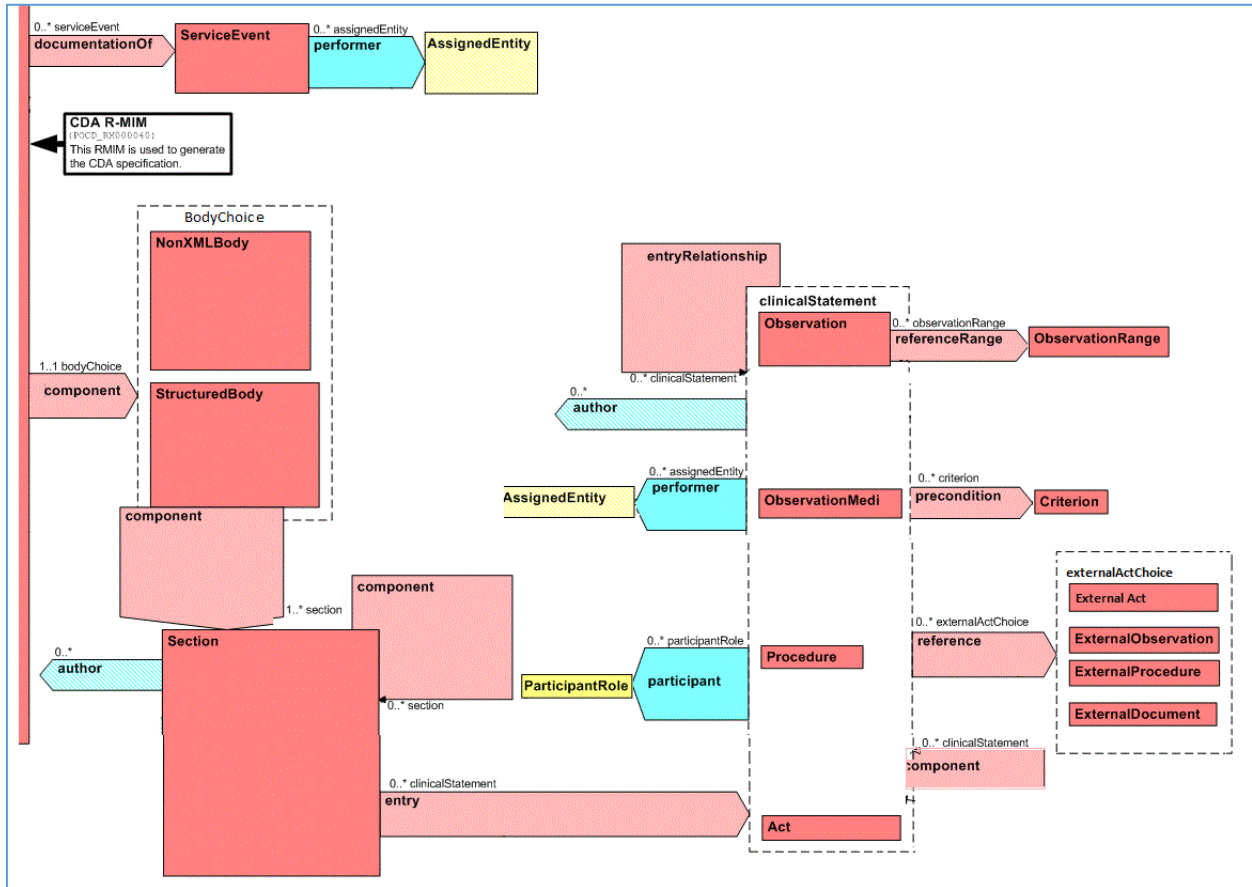 0..* serviceEvent
documentationOf
ServiceEvent
0..* assignedEntity
performer
AssignedEntity
CDA R-MIM
(POCD_RM000040)
This RMIM is used to generate
the CDA specification.
BodyChoice
NonXMLBody
StructuredBody
1..1 bodyChoice
component
component
1..* section
component
0..* section
Section
0..*
author
0..* clinicalStatement
entry
entryRelationship
0..* clinicalStatement
clinicalStatement
Observation
0..* observationRange
referenceRange
ObservationRange
0..*
author
0..* assignedEntity
performer
AssignedEntity
ObservationMedi
0..* criterion
precondition
Criterion
0..* participantRole
participant
ParticipantRole
Procedure
0..* externalActChoice
reference
externalActChoice
External Act
ExternalObservation
ExternalProcedure
ExternalDocument
0..* clinicalStatement
component
Act